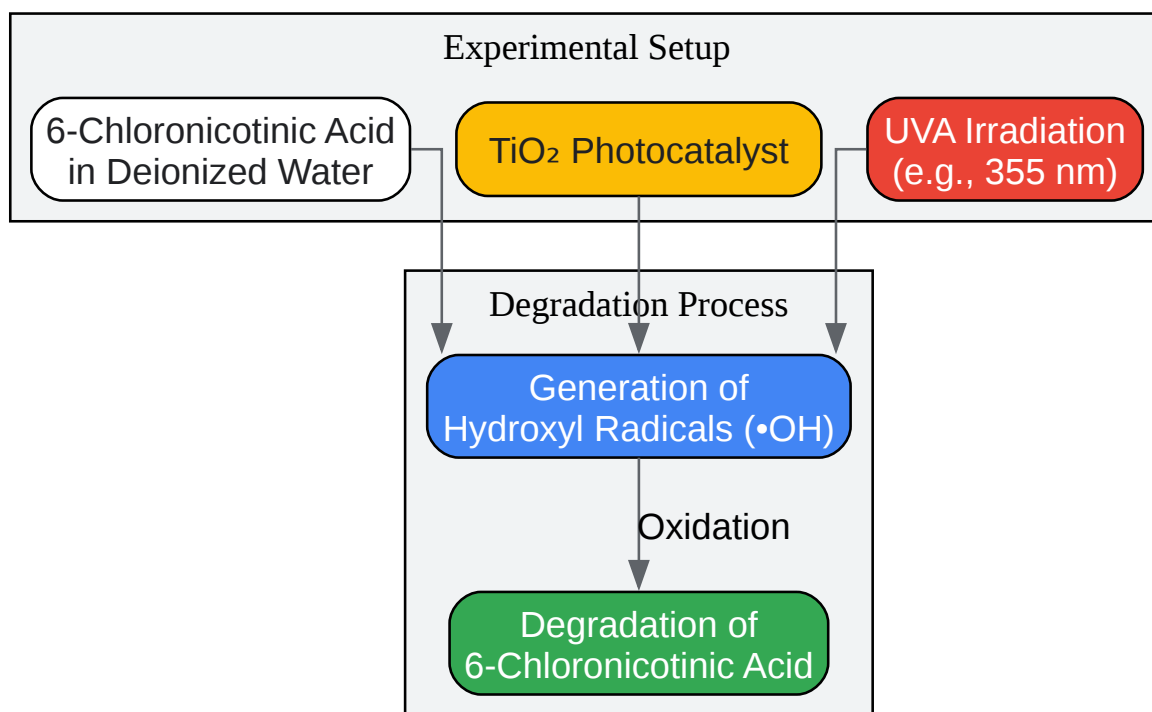 Experimental Setup
6-Chloronicotinic Acid
in Deionized Water
TiO₂ Photocatalyst
UVA Irradiation
(e.g., 355 nm)
Degradation Process
Generation of
Hydroxyl Radicals (•OH)
Oxidation
Degradation of
6-Chloronicotinic Acid